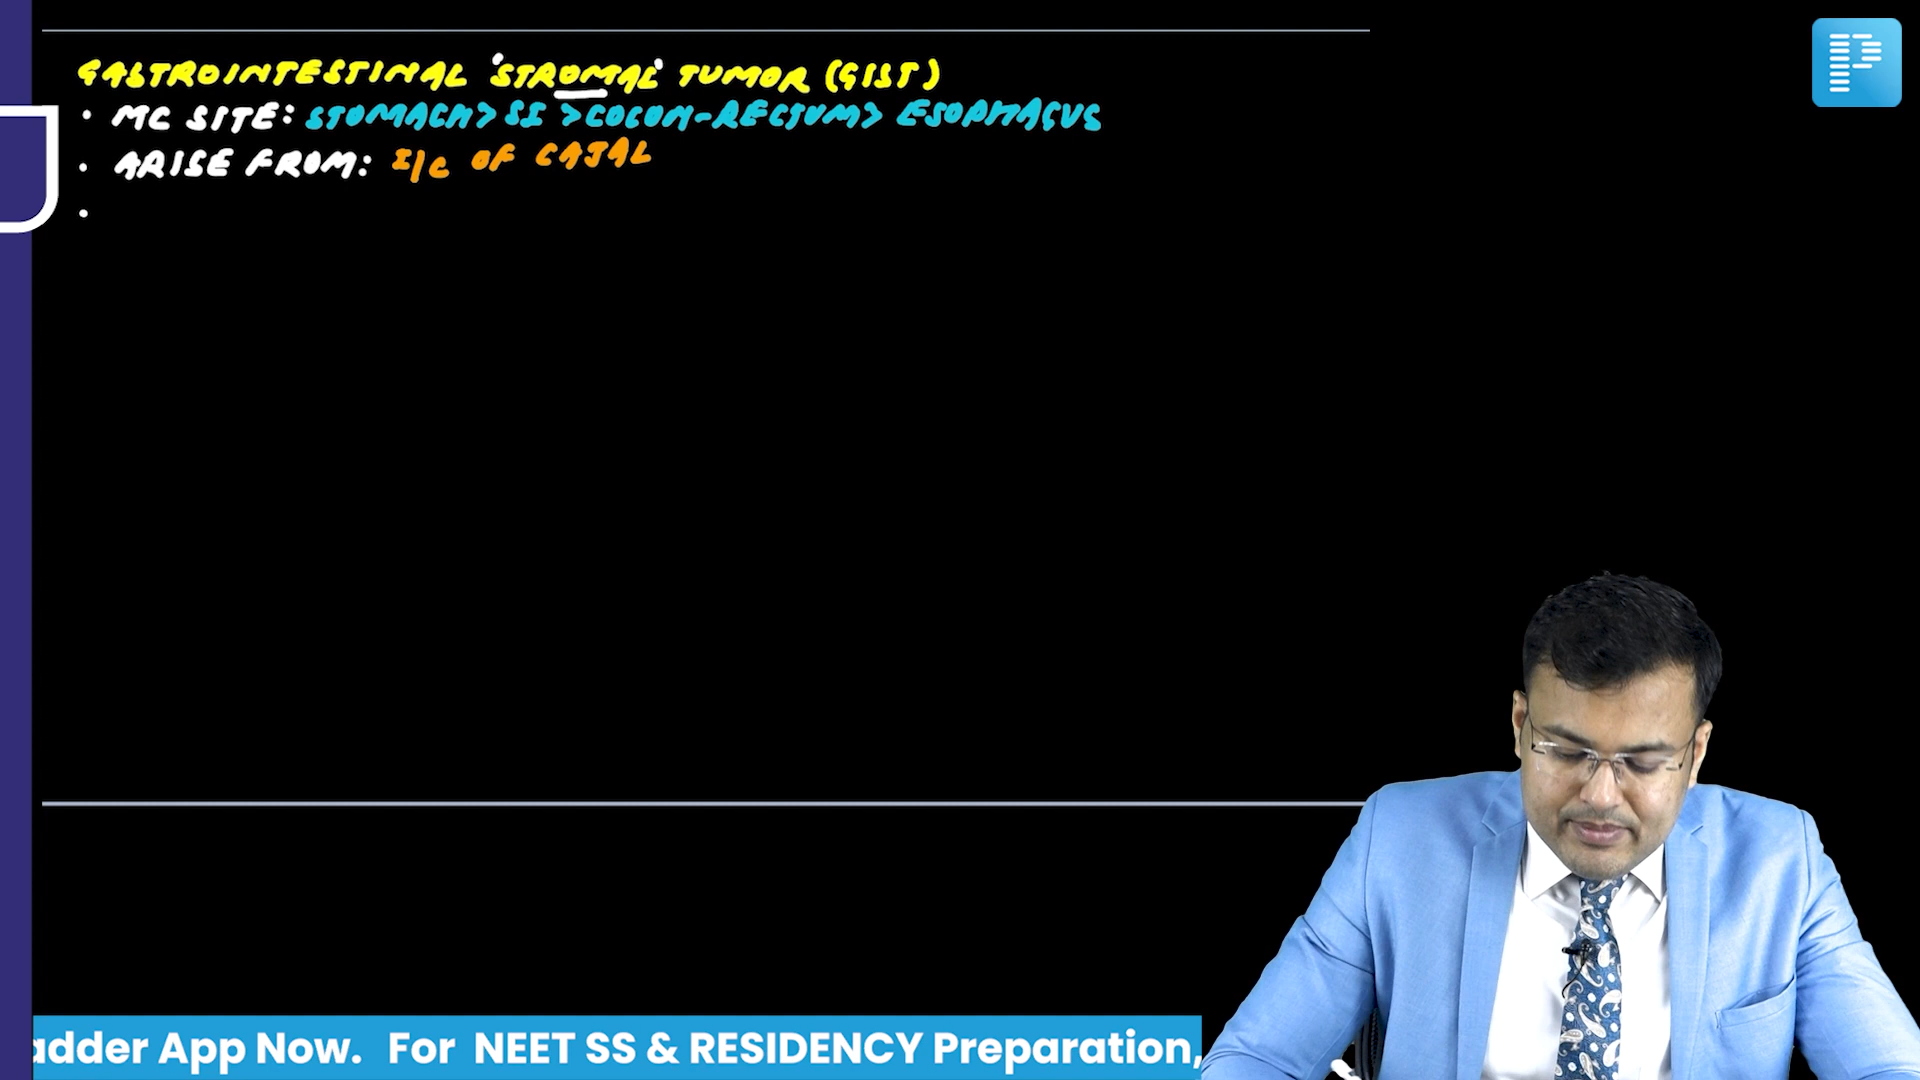 GASTROINTESTINAL 'STROMAL' TUMOR (GIST)
• MC SITE: STOMACH > SI > COLON-RECTUM > ESOPHAGUS
• ARISE FROM: I/C OF CAJAL
•
P
adder App Now. For NEET SS & RESIDENCY Preparation,